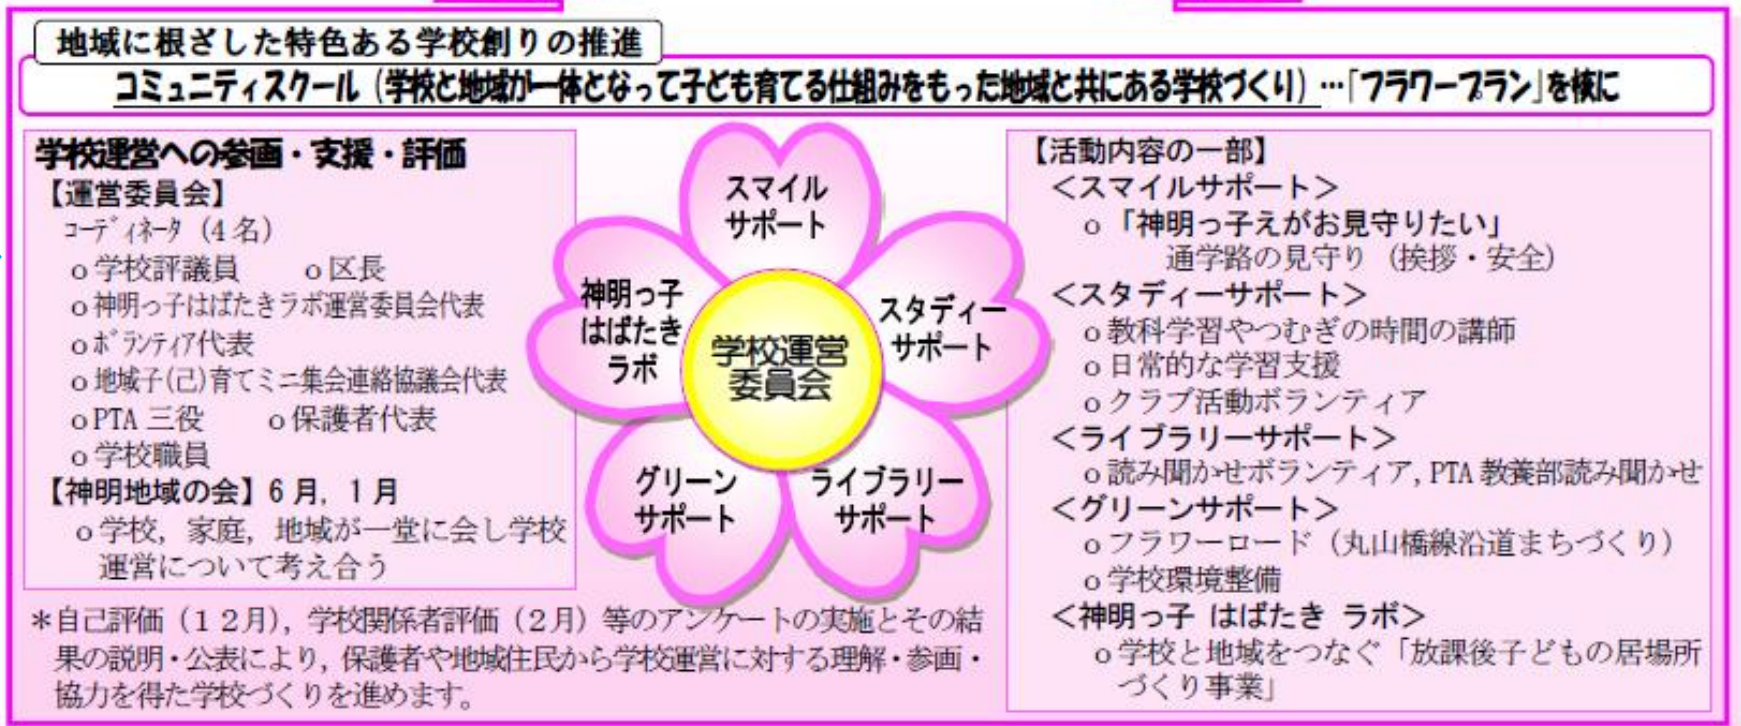 地域に根ざした特色ある学校創りの推進
コミュニティスクール（学校と地域が一体となって子ども育てる仕組みをもった地域と共にある学校づくり）…「フラワープラン」を核に
学校運営への参画・支援・評価
【運営委員会】
ｺｰﾃﾞｨﾈｰﾀ（4名）
o 学校評議員　　o 区長
o 神明っ子はばたきラボ運営委員会代表
o ﾎﾞﾗﾝﾃｨｱ代表
o 地域子(己)育てミニ集会連絡協議会代表
o PTA 三役　　o 保護者代表
o 学校職員
【神明地域の会】6月，1月
o 学校，家庭，地域が一堂に会し学校
運営について考え合う
スマイル
サポート
スタディー
サポート
ライブラリー
サポート
グリーン
サポート
神明っ子
はばたき
ラボ
学校運営
委員会
【活動内容の一部】
＜スマイルサポート＞
o 「神明っ子えがお見守りたい」
通学路の見守り（挨拶・安全）
＜スタディーサポート＞
o 教科学習やつむぎの時間の講師
o 日常的な学習支援
o クラブ活動ボランティア
＜ライブラリーサポート＞
o 読み聞かせボランティア，PTA 教養部読み聞かせ
＜グリーンサポート＞
o フラワーロード（丸山橋線沿道まちづくり）
o 学校環境整備
＜神明っ子 はばたき ラボ＞
o 学校と地域をつなぐ「放課後子どもの居場所
づくり事業」
＊自己評価（１２月），学校関係者評価（２月）等のアンケートの実施とその結
果の説明・公表により，保護者や地域住民から学校運営に対する理解・参画・
協力を得た学校づくりを進めます。